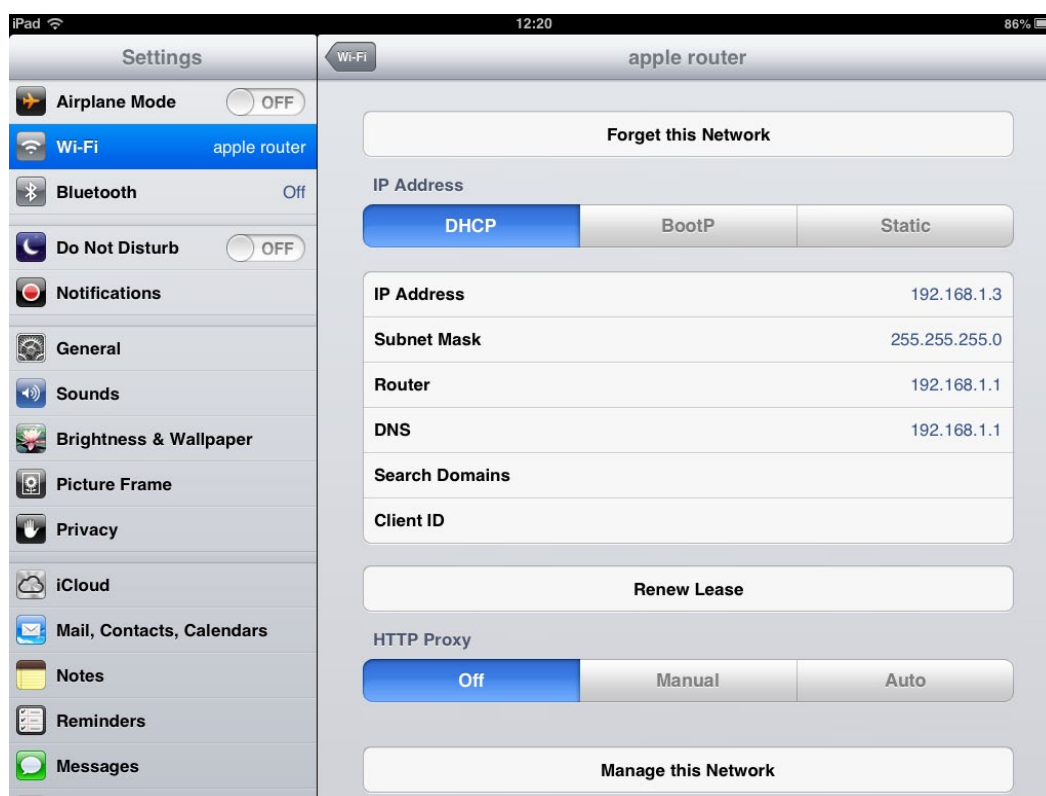 iPad 12:20 86%
Settings
Airplane Mode OFF
Wi-Fi apple router
Bluetooth Off
Do Not Disturb OFF
Notifications
General
Sounds
Brightness & Wallpaper
Picture Frame
Privacy
iCloud
Mail, Contacts, Calendars
Notes
Reminders
Messages
Wi-Fi apple router
Forget this Network
IP Address
DHCP BootP Static
IP Address 192.168.1.3
Subnet Mask 255.255.255.0
Router 192.168.1.1
DNS 192.168.1.1
Search Domains
Client ID
Renew Lease
HTTP Proxy
Off Manual Auto
Manage this Network